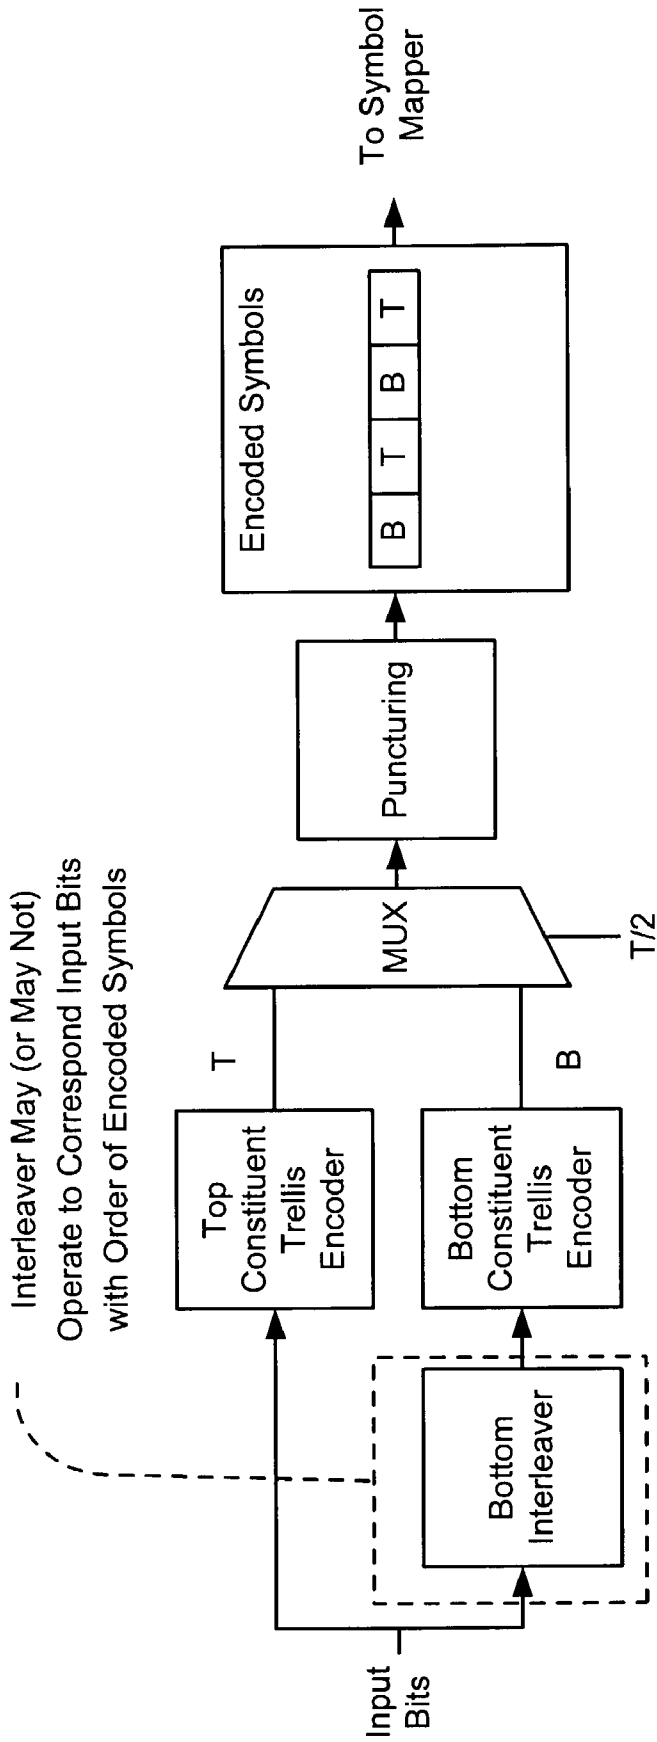 Interleaver May (or May Not)
Operate to Correspond Input Bits
with Order of Encoded Symbols
Input
Bits
Bottom
Interleaver
Top
Constituent
Trellis
Encoder
Bottom
Constituent
Trellis
Encoder
T
B
MUX
T/2
Puncturing
Encoded Symbols
B T B T
To Symbol
Mapper